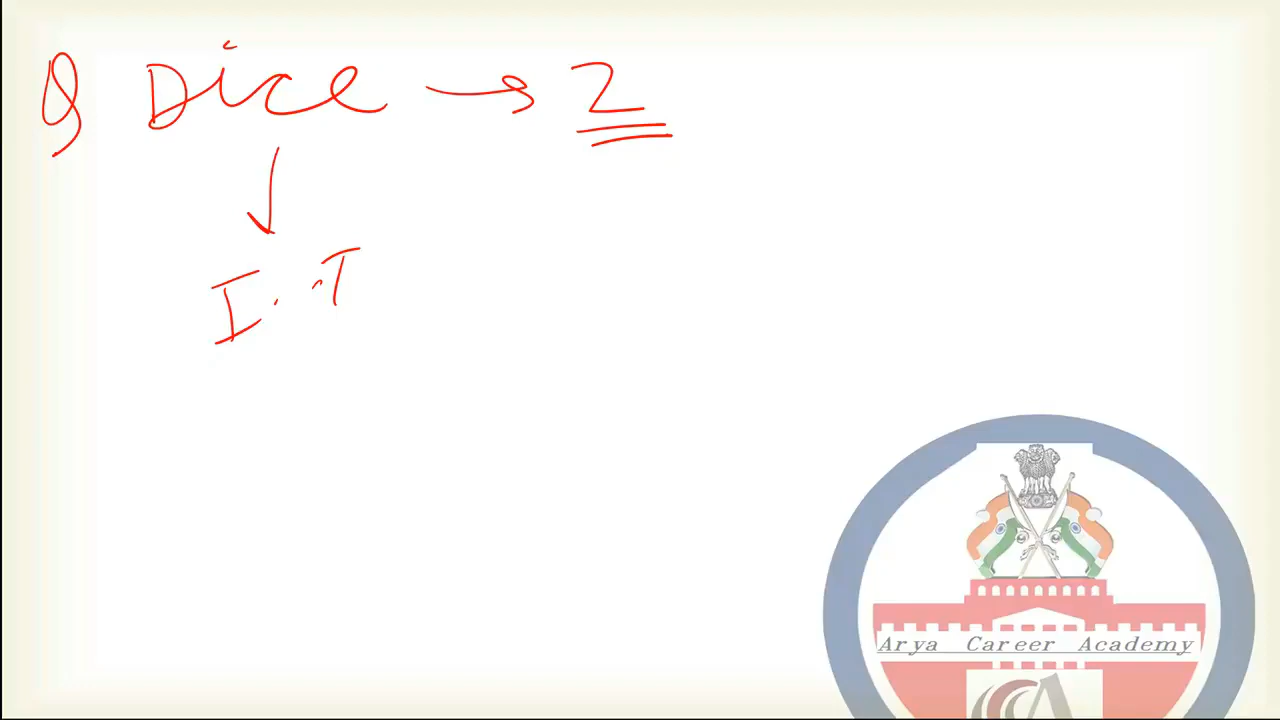 Q Dice → 2
↓
I.T
Arya Career Academy